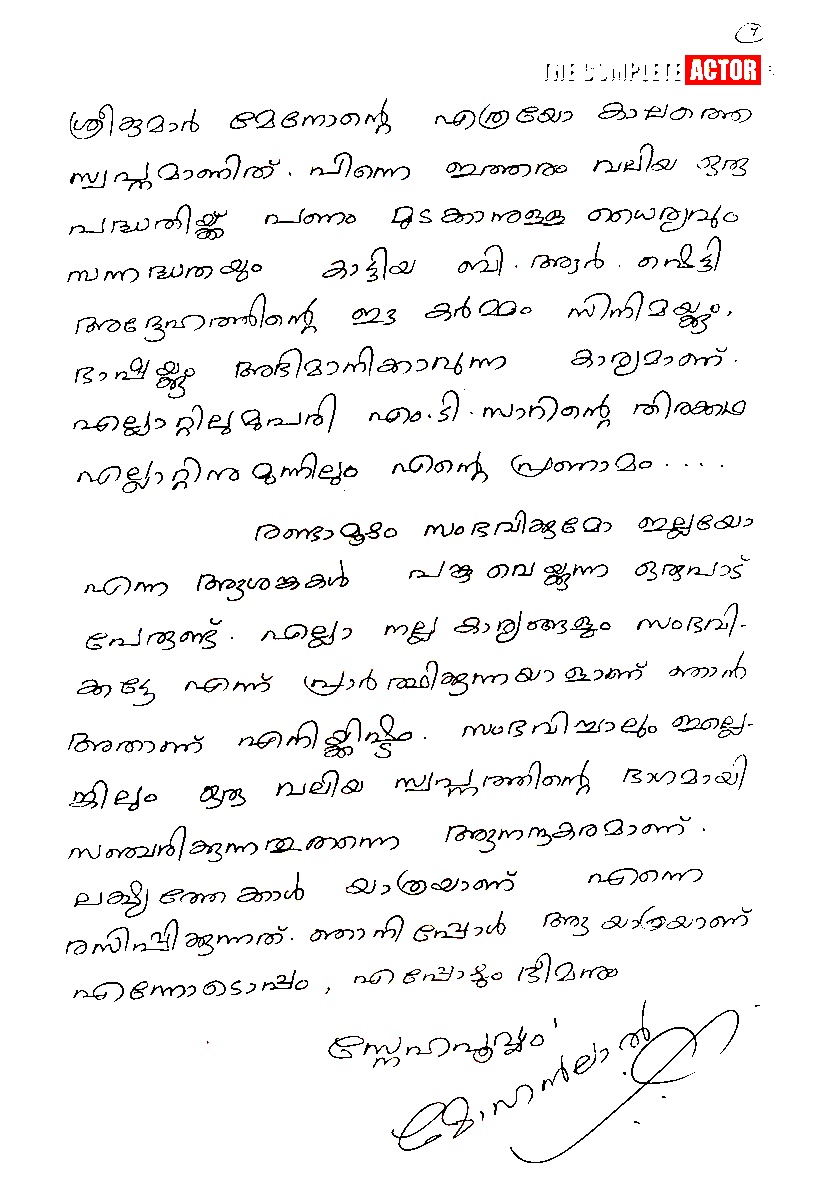 7
THE COMPLETE ACTOR
ശ്രീകുമാർ മേനോന്റെ എത്രയോ കാലത്തെ
സ്വപ്നമാണിത്. പിന്നെ ഇത്തരം വലിയ ഒരു
പദ്ധതിയ്ക്ക് പണം മുടക്കാനുള്ള ധൈര്യവും
സന്നദ്ധതയും കാട്ടിയ ബി. ആർ. ഷെട്ടി
അദ്ദേഹത്തിന്റെ ഈ കർമ്മം സിനിമയ്ക്കും,
ഭാഷയ്ക്കും അഭിമാനിക്കാവുന്ന കാര്യമാണ്.
എല്ലാറ്റിലുമുപരി എം.ടി. സാറിന്റെ തിരക്കഥ
എല്ലാറ്റിനു മുന്നിലും എന്റെ പ്രണാമം....
രണ്ടാമൂഴം സംഭവിക്കുമോ ഇല്ലയോ
എന്ന ആശങ്കകൾ പങ്കുവെയ്ക്കുന്ന ഒരുപാട്
പേരുണ്ട്. എല്ലാ നല്ല കാര്യങ്ങളും സംഭവി-
ക്കട്ടേ എന്ന് പ്രാർത്ഥിക്കുന്നയാളാണ് ഞാൻ
അതാണ് എനിയ്ക്കിഷ്ടം. സംഭവിച്ചാലും ഇല്ലെ-
ങ്കിലും ഒരു വലിയ സ്വപ്നത്തിന്റെ ഭാഗമായി
സഞ്ചരിക്കുന്നതുതന്നെ ആനന്ദകരമാണ്.
ലക്ഷ്യത്തേക്കാൾ യാത്രയാണ് എന്നെ
രസിപ്പിക്കുന്നത്. ഞാനിപ്പോൾ ആ യാത്രയാണ്
എന്നോടൊപ്പം, എപ്പോഴും ഭീമനും
സ്നേഹപൂർവ്വം
മോഹൻലാൽ